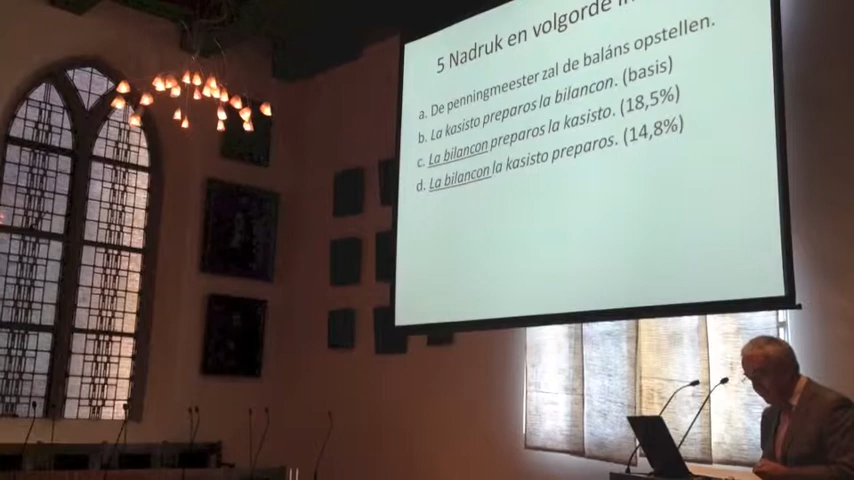 5 Nadruk en volgorde
a. De penningmeester zal de baláns opstellen.
b. La kasisto preparos la bilancon. (basis)
c. La bilancon preparos la kasisto. (18,5%)
d. La bilancon la kasisto preparos. (14,8%)